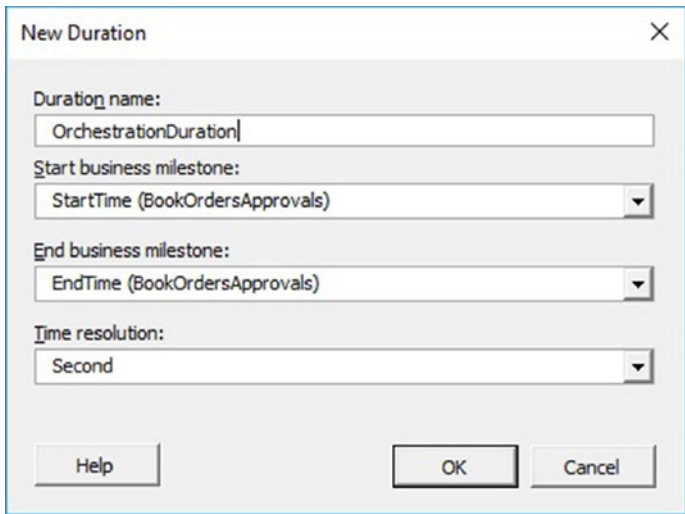 New Duration
Duration name:
OrchestrationDuration
Start business milestone:
StartTime (BookOrdersApprovals)
End business milestone:
EndTime (BookOrdersApprovals)
Time resolution:
Second
Help OK Cancel